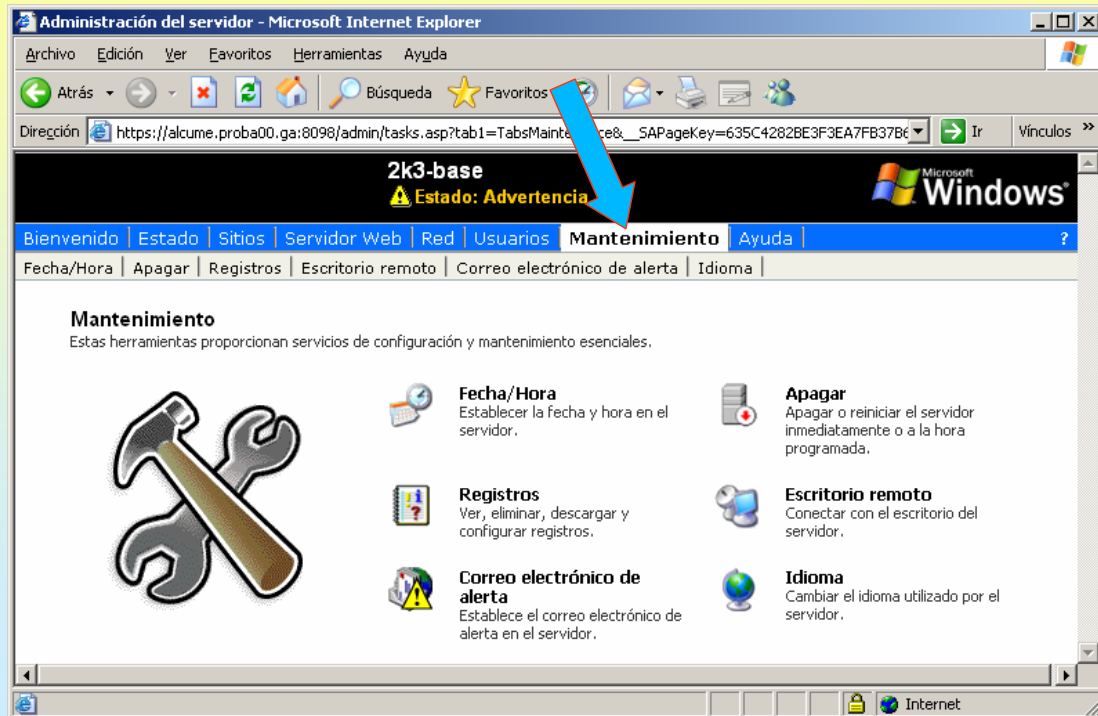 Administración del servidor - Microsoft Internet Explorer
Archivo Edición Ver Favoritos Herramientas Ayuda
Atrás Búsqueda Favoritos
Dirección https://alcume.proba00.ga:8098/admin/tasks.asp?tab1=TabsMainte ce&__SAPageKey=635C4282BE3F3EA7FB37B6 Ir Vínculos »
2k3-base
Estado: Advertencia
Microsoft
Windows®
Bienvenido | Estado | Sitios | Servidor Web | Red | Usuarios | Mantenimiento | Ayuda | ?
Fecha/Hora | Apagar | Registros | Escritorio remoto | Correo electrónico de alerta | Idioma |
Mantenimiento
Estas herramientas proporcionan servicios de configuración y mantenimiento esenciales.
Fecha/Hora
Establecer la fecha y hora en el
servidor.
Apagar
Apagar o reiniciar el servidor
inmediatamente o a la hora
programada.
Registros
Ver, eliminar, descargar y
configurar registros.
Escritorio remoto
Conectar con el escritorio del
servidor.
Correo electrónico de
alerta
Establece el correo electrónico de
alerta en el servidor.
Idioma
Cambiar el idioma utilizado por el
servidor.
Internet